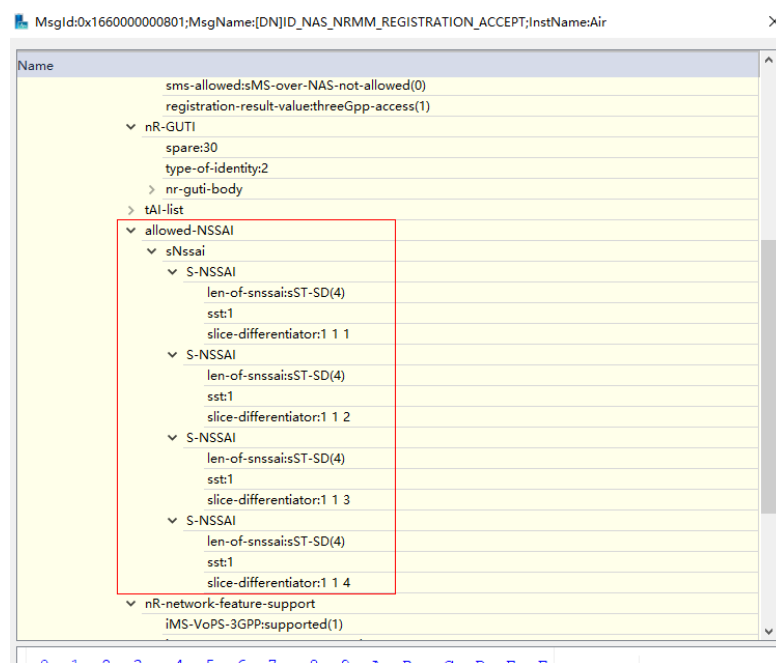 MsgId:0x1660000000801;MsgName:[DN]ID_NAS_NRMM_REGISTRATION_ACCEPT;InstName:Air
Name
sms-allowed:sMS-over-NAS-not-allowed(0)
registration-result-value:threeGpp-access(1)
nR-GUTI
spare:30
type-of-identity:2
nr-guti-body
tAI-list
allowed-NSSAI
sNssai
S-NSSAI
len-of-snssai:sST-SD(4)
sst:1
slice-differentiator:1 1 1
S-NSSAI
len-of-snssai:sST-SD(4)
sst:1
slice-differentiator:1 1 2
S-NSSAI
len-of-snssai:sST-SD(4)
sst:1
slice-differentiator:1 1 3
S-NSSAI
len-of-snssai:sST-SD(4)
sst:1
slice-differentiator:1 1 4
nR-network-feature-support
iMS-VoPS-3GPP:supported(1)